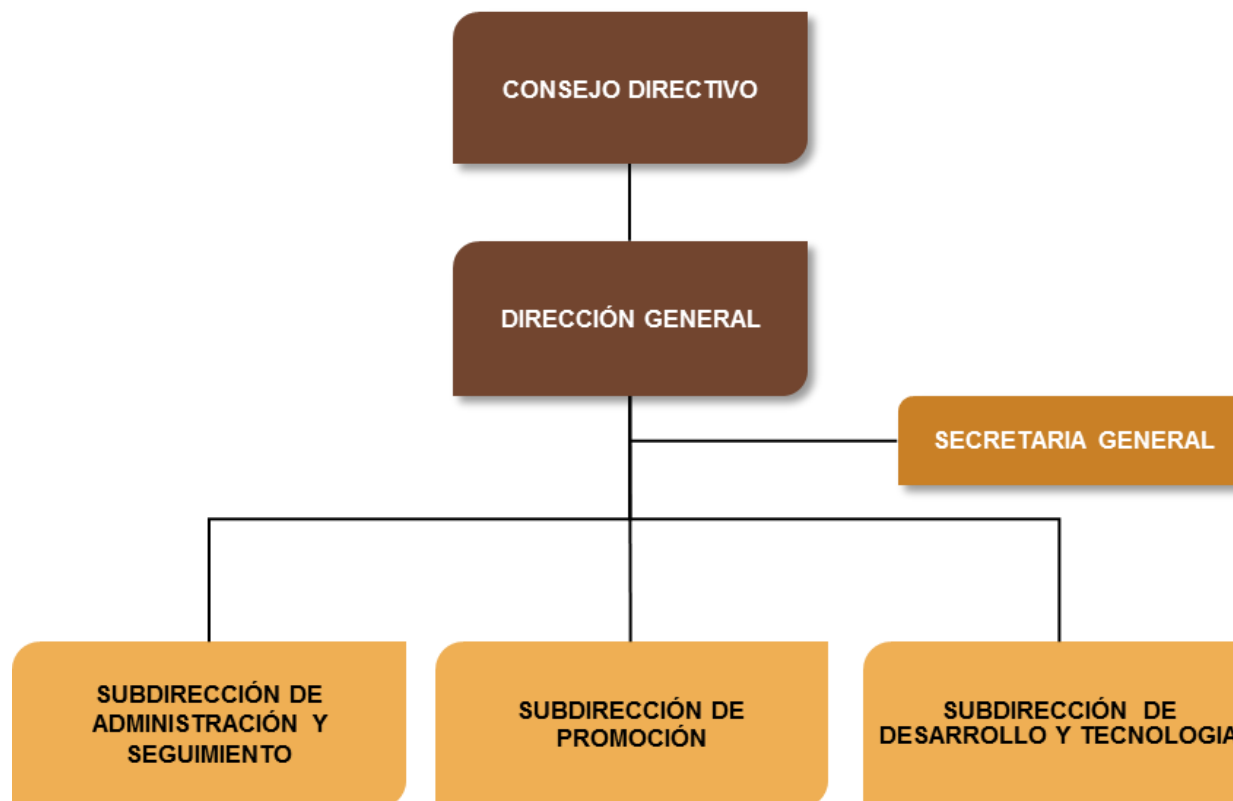 CONSEJO DIRECTIVO
DIRECCIÓN GENERAL
SECRETARIA GENERAL
SUBDIRECCIÓN DE
ADMINISTRACIÓN Y
SEGUIMIENTO
SUBDIRECCIÓN DE
PROMOCIÓN
SUBDIRECCIÓN DE
DESARROLLO Y TECNOLOGIA